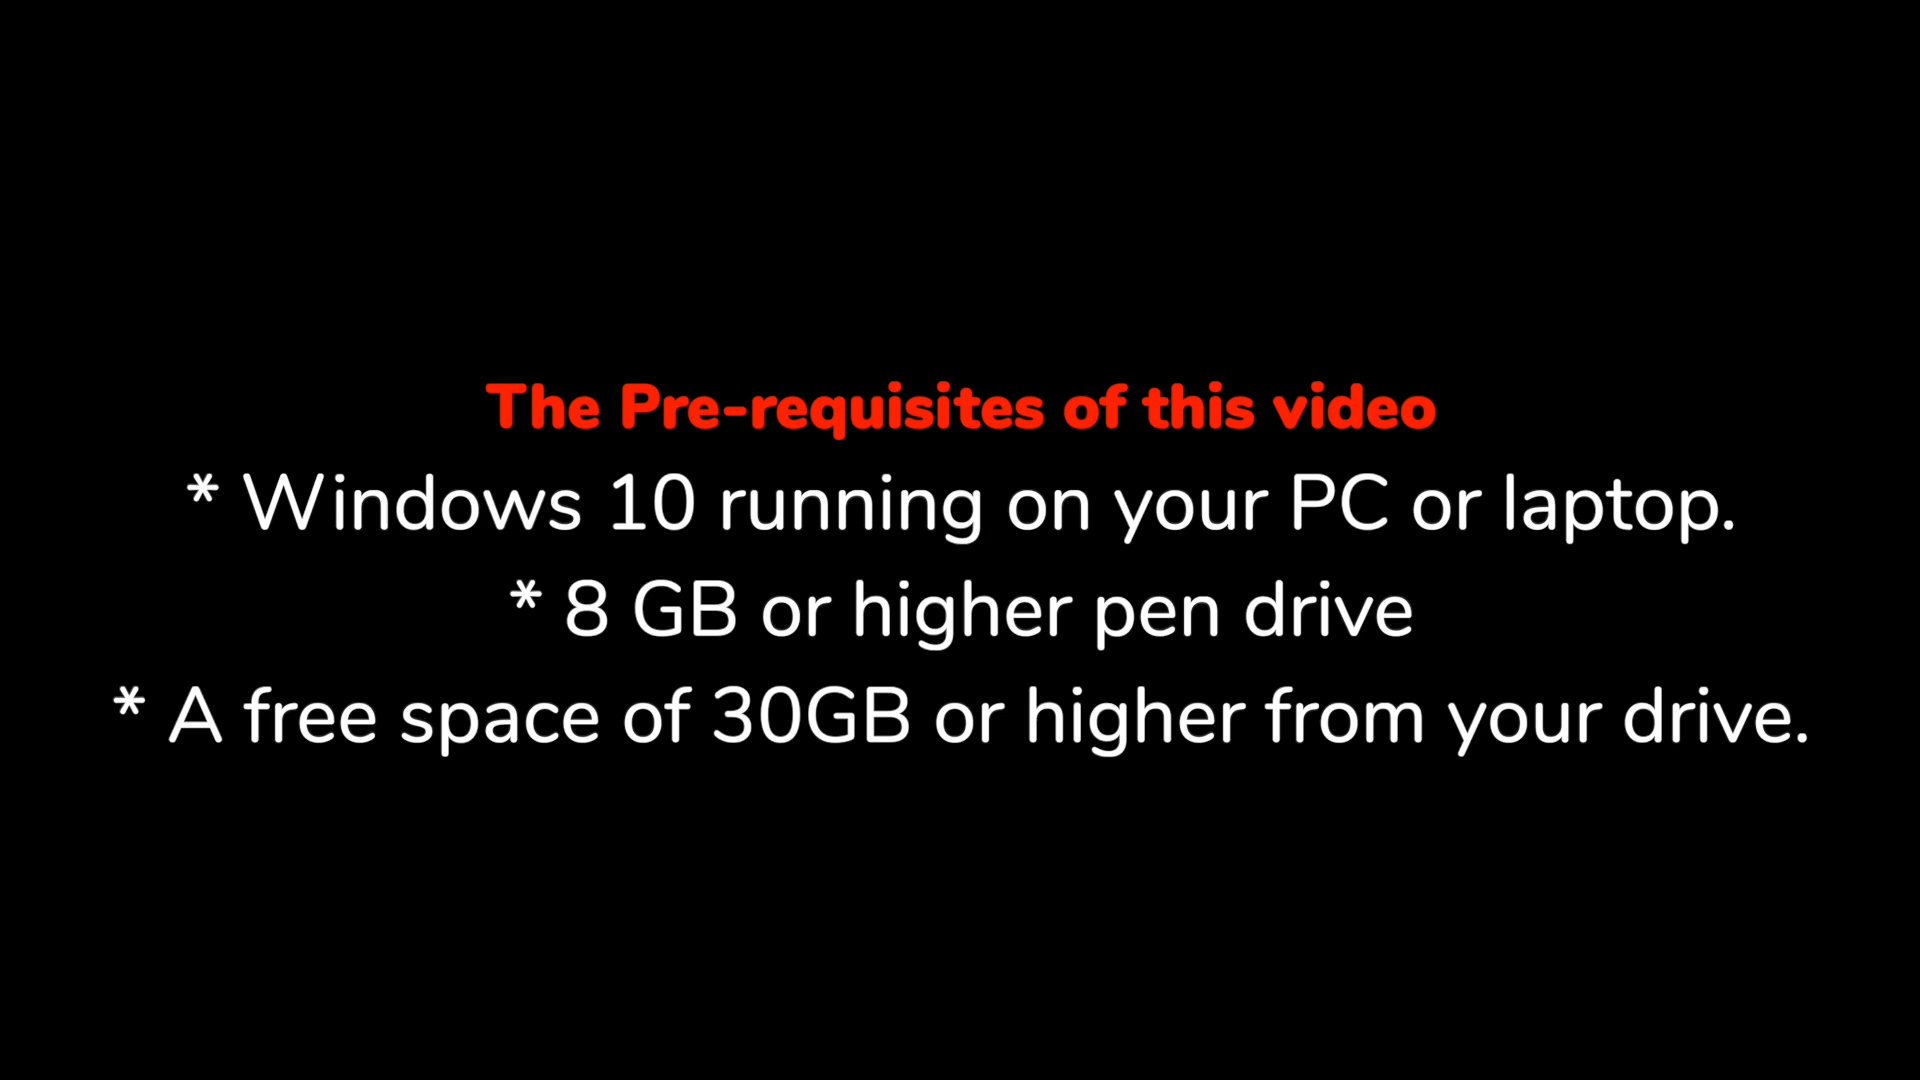 The Pre-requisites of this video
* Windows 10 running on your PC or laptop.
* 8 GB or higher pen drive
* A free space of 30GB or higher from your drive.